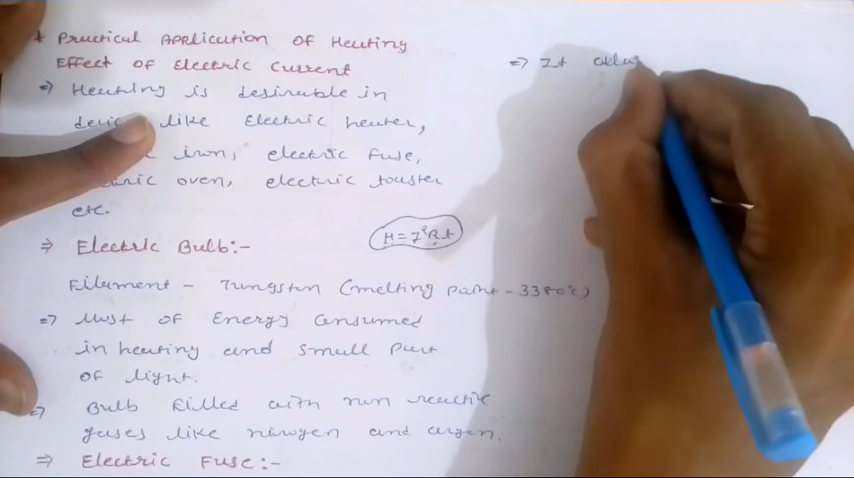 * Practical Application of Heating
Effect of Electric Current
⇒ Heating is desirable in
like Electric heater,
iron, electric fuse,
oven, electric toaster
etc.
⇒ Electric Bulb:-
H = I²Rt
Filament - Tungsten (melting point - 3380°c)
⇒ Most of Energy consumed
in heating and small part
of light.
⇒ Bulb filled with non reactive
gases like nitrogen and argon.
⇒ Electric Fuse:-
⇒ It